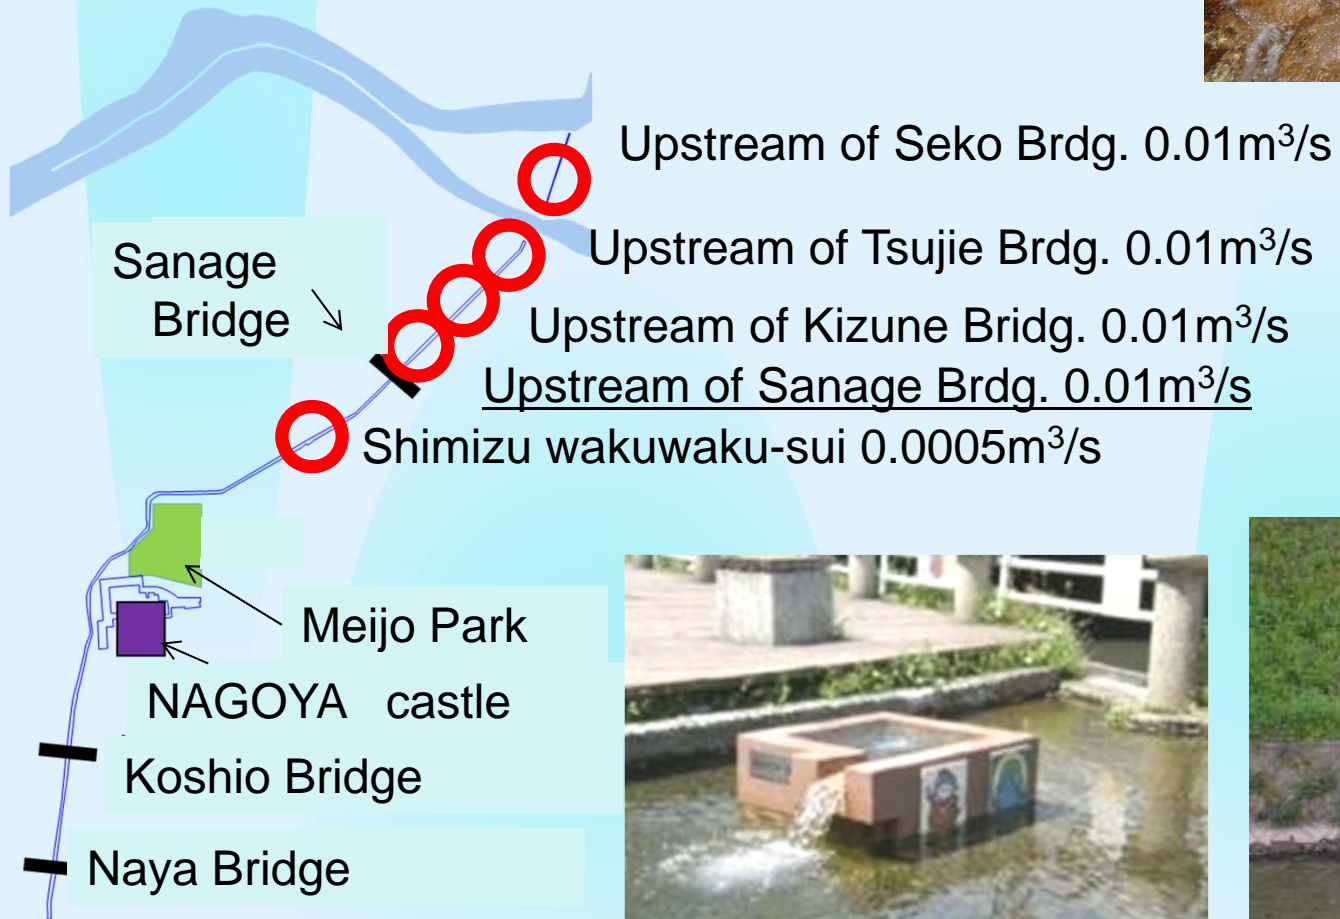 Upstream of Seko Brdg. 0.01m³/s
Upstream of Tsujie Brdg. 0.01m³/s
Sanage
Bridge
Upstream of Kizune Bridg. 0.01m³/s
Upstream of Sanage Brdg. 0.01m³/s
Shimizu wakuwaku-sui 0.0005m³/s
Meijo Park
NAGOYA castle
Koshio Bridge
Naya Bridge